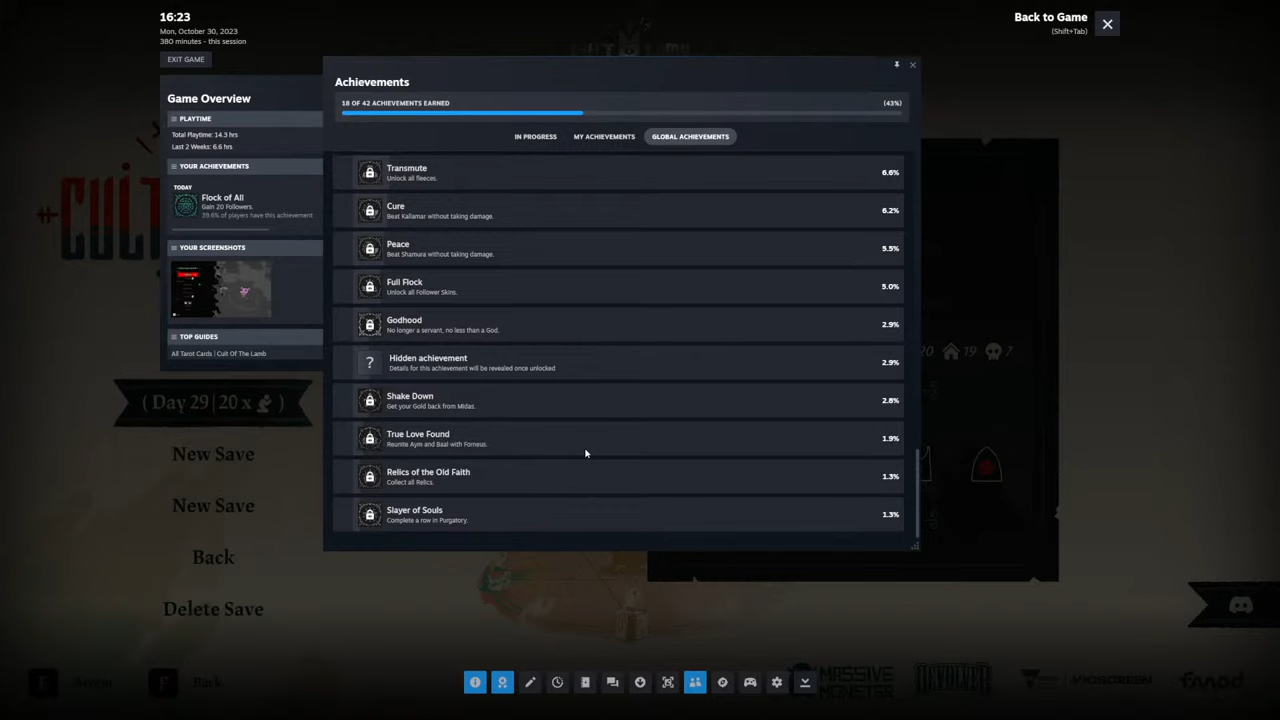 16:23
Mon, October 30, 2023
380 minutes - this session
EXIT GAME
Back to Game
(Shift+Tab)
Game Overview
PLAYTIME
Total Playtime: 14.3 hrs
Last 2 Weeks: 6.6 hrs
YOUR ACHIEVEMENTS
TODAY
Flock of All
Gain 20 Followers.
39.6% of players have this achievement
YOUR SCREENSHOTS
TOP GUIDES
All Tarot Cards | Cult Of The Lamb
Achievements
18 OF 42 ACHIEVEMENTS EARNED (43%)
IN PROGRESS MY ACHIEVEMENTS GLOBAL ACHIEVEMENTS
Transmute
Unlock all fleeces.
6.6%
Cure
Beat Kallamar without taking damage.
6.2%
Peace
Beat Shamura without taking damage.
5.5%
Full Flock
Unlock all Follower Skins.
5.0%
Godhood
No longer a servant, no less than a God.
2.9%
?
Hidden achievement
Details for this achievement will be revealed once unlocked
2.9%
Shake Down
Get your Gold back from Midas.
2.8%
True Love Found
Reunite Aym and Baal with Forneus.
1.9%
Relics of the Old Faith
Collect all Relics.
1.3%
Slayer of Souls
Complete a row in Purgatory.
1.3%
20 19 7
( Day 29 | 20 x )
New Save
New Save
Back
Delete Save
F Accept F Back
MASSIVE MONSTER
DEVOLVER
VICSCREEN